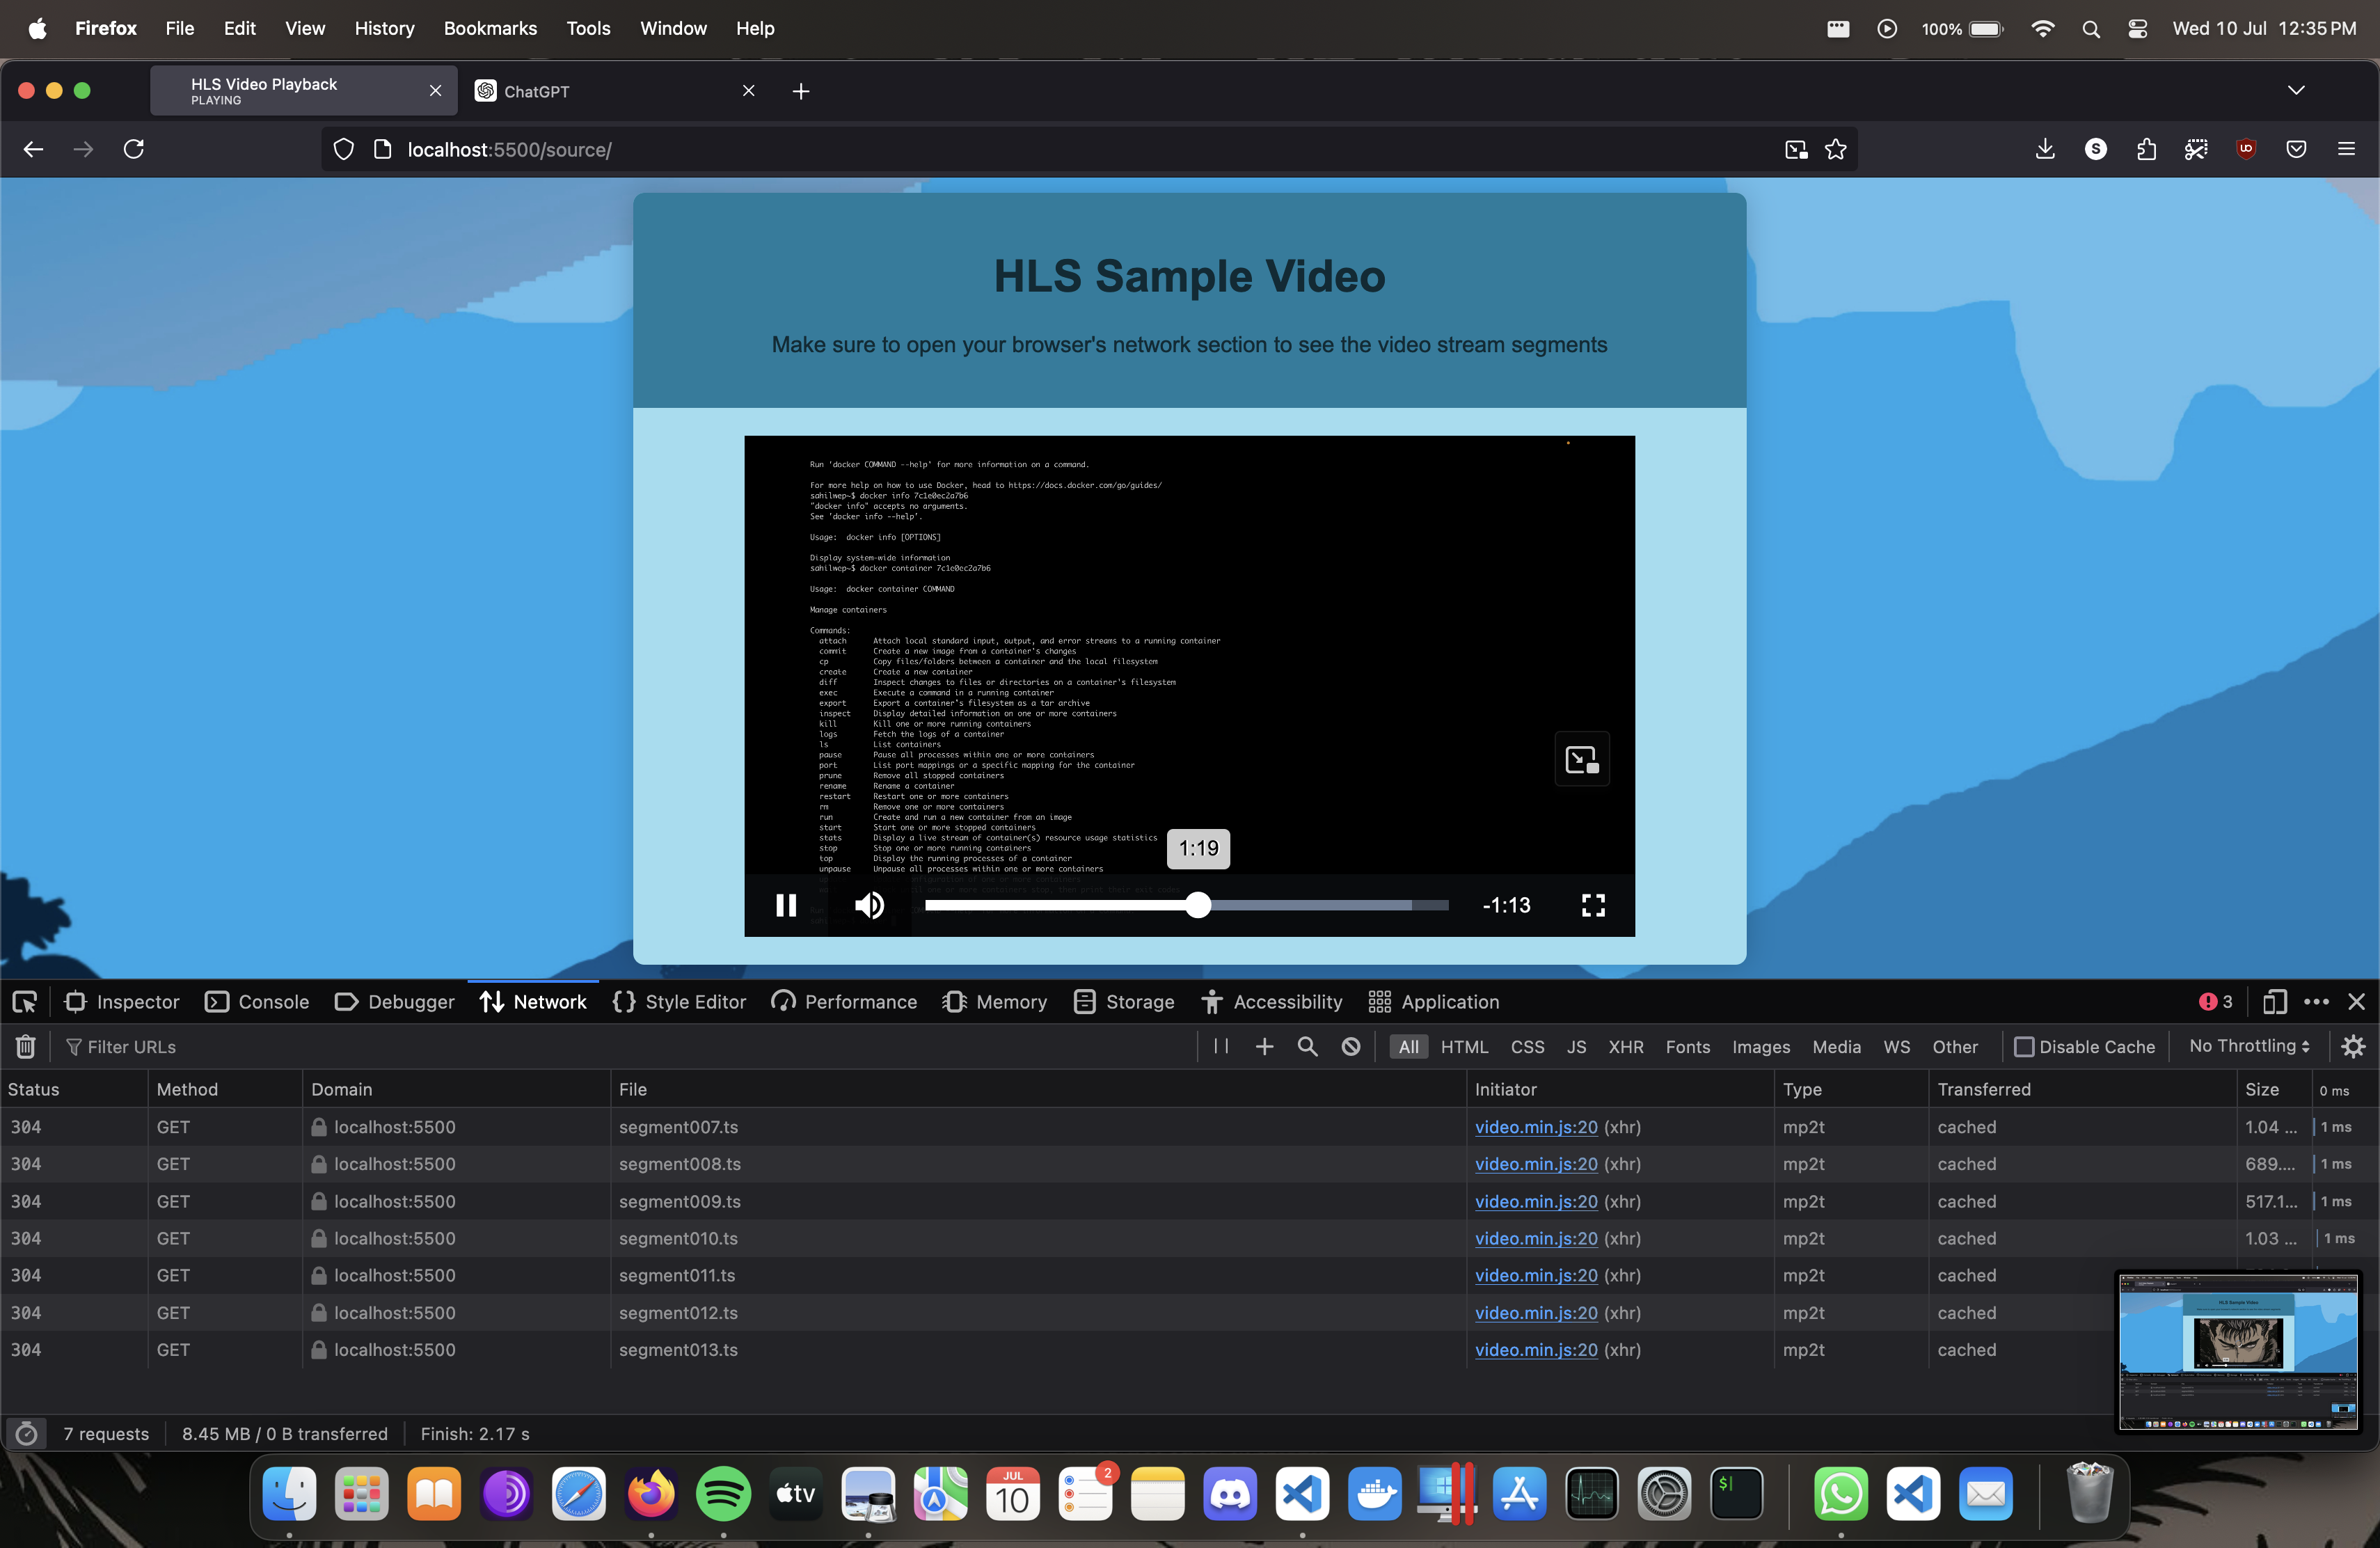 Firefox File Edit View History Bookmarks Tools Window Help
100% Wed 10 Jul 12:35 PM
HLS Video Playback
PLAYING
ChatGPT
localhost:5500/source/
S
HLS Sample Video
Make sure to open your browser's network section to see the video stream segments
Run 'docker COMMAND --help' for more information on a command.
For more help on how to use Docker, head to https://docs.docker.com/go/guides/
sahilwep~$ docker info 7c1e0ec2a7b6
"docker info" accepts no arguments.
See 'docker info --help'.
Usage: docker info [OPTIONS]
Display system-wide information
sahilwep~$ docker container 7c1e0ec2a7b6
Usage: docker container COMMAND
Manage containers
Commands:
attach Attach local standard input, output, and error streams to a running container
commit Create a new image from a container's changes
cp Copy files/folders between a container and the local filesystem
create Create a new container
diff Inspect changes to files or directories on a container's filesystem
exec Execute a command in a running container
export Export a container's filesystem as a tar archive
inspect Display detailed information on one or more containers
kill Kill one or more running containers
logs Fetch the logs of a container
ls List containers
pause Pause all processes within one or more containers
port List port mappings or a specific mapping for the container
prune Remove all stopped containers
rename Rename a container
restart Restart one or more containers
rm Remove one or more containers
run Create and run a new container from an image
start Start one or more stopped containers
stats Display a live stream of container(s) resource usage statistics
stop Stop one or more running containers
top Display the running processes of a container
unpause Unpause all processes within one or more containers
1:19
-1:13
Inspector Console Debugger Network Style Editor Performance Memory Storage Accessibility Application 3
Filter URLs All HTML CSS JS XHR Fonts Images Media WS Other Disable Cache No Throttling
Status Method Domain File Initiator Type Transferred Size 0 ms
304 GET localhost:5500 segment007.ts video.min.js:20 (xhr) mp2t cached 1.04 ... 1 ms
304 GET localhost:5500 segment008.ts video.min.js:20 (xhr) mp2t cached 689.... 1 ms
304 GET localhost:5500 segment009.ts video.min.js:20 (xhr) mp2t cached 517.1... 1 ms
304 GET localhost:5500 segment010.ts video.min.js:20 (xhr) mp2t cached 1.03 ... 1 ms
304 GET localhost:5500 segment011.ts video.min.js:20 (xhr) mp2t cached
304 GET localhost:5500 segment012.ts video.min.js:20 (xhr) mp2t cached
304 GET localhost:5500 segment013.ts video.min.js:20 (xhr) mp2t cached
HLS Sample Video
7 requests 8.45 MB / 0 B transferred Finish: 2.17 s
tv
JUL
10
2
$